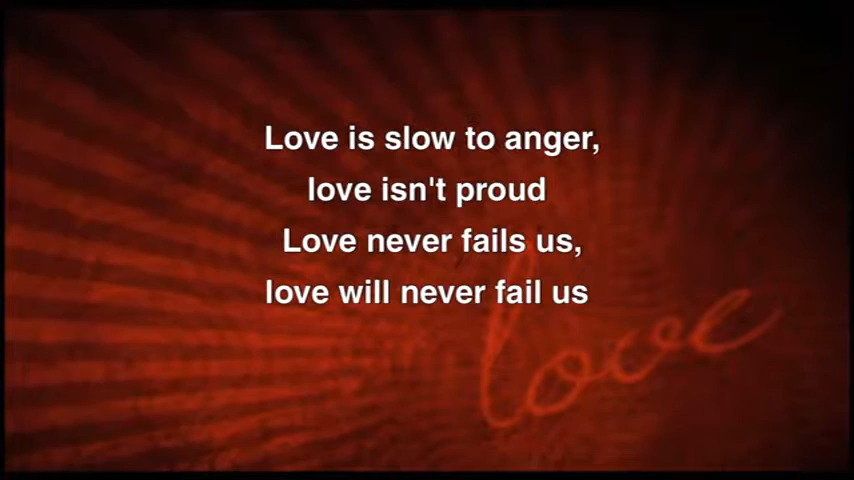 Love is slow to anger,
love isn't proud
Love never fails us,
love will never fail us
love